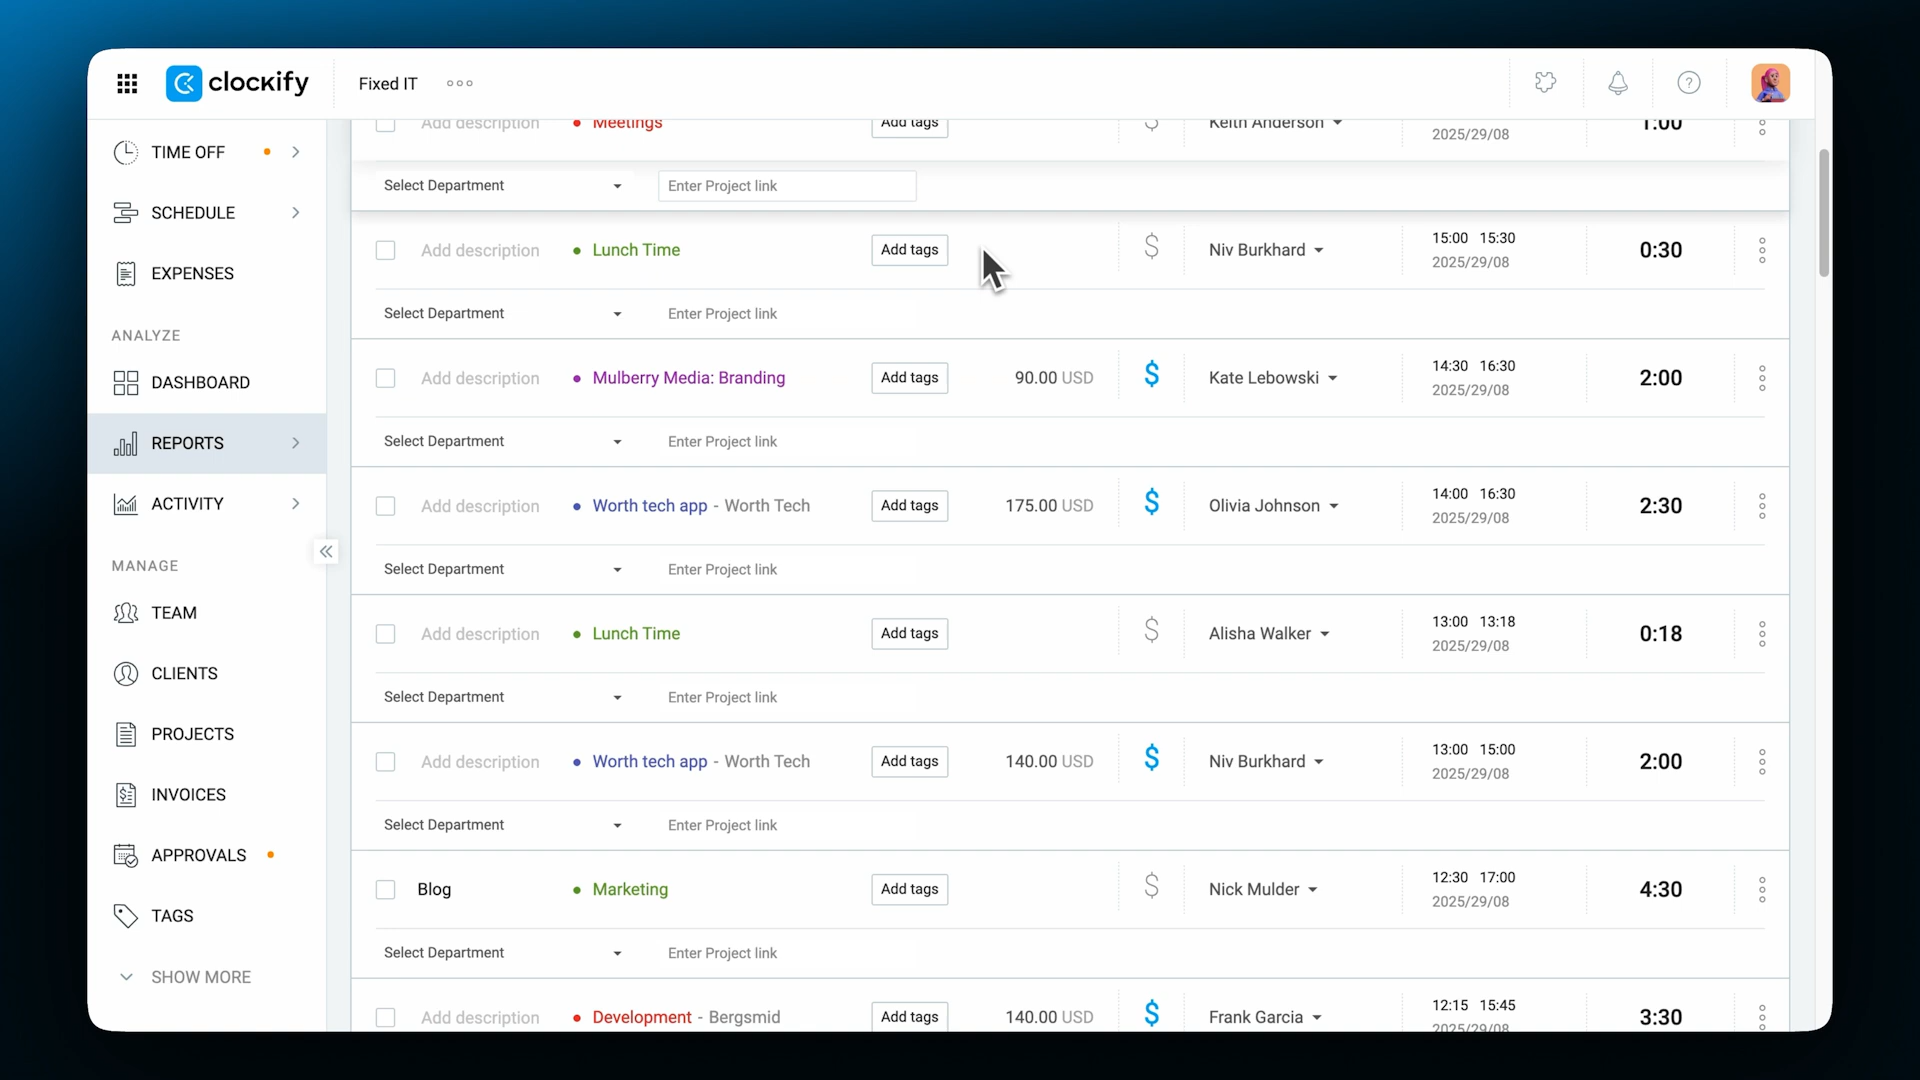 clockify
Fixed IT
Add description Meetings Add tags Keith Anderson 2025/29/08 1:00
Select Department Enter Project link
Add description Lunch Time Add tags $ Niv Burkhard 15:00 15:30 2025/29/08 0:30
Select Department Enter Project link
Add description Mulberry Media: Branding Add tags 90.00 USD $ Kate Lebowski 14:30 16:30 2025/29/08 2:00
Select Department Enter Project link
Add description Worth tech app - Worth Tech Add tags 175.00 USD $ Olivia Johnson 14:00 16:30 2025/29/08 2:30
Select Department Enter Project link
Add description Lunch Time Add tags $ Alisha Walker 13:00 13:18 2025/29/08 0:18
Select Department Enter Project link
Add description Worth tech app - Worth Tech Add tags 140.00 USD $ Niv Burkhard 13:00 15:00 2025/29/08 2:00
Select Department Enter Project link
Blog Marketing Add tags $ Nick Mulder 12:30 17:00 2025/29/08 4:30
Select Department Enter Project link
Add description Development - Bergsmid Add tags 140.00 USD $ Frank Garcia 12:15 15:45 2025/29/08 3:30
TIME OFF
SCHEDULE
EXPENSES
ANALYZE
DASHBOARD
REPORTS
ACTIVITY
MANAGE
TEAM
CLIENTS
PROJECTS
INVOICES
APPROVALS
TAGS
SHOW MORE